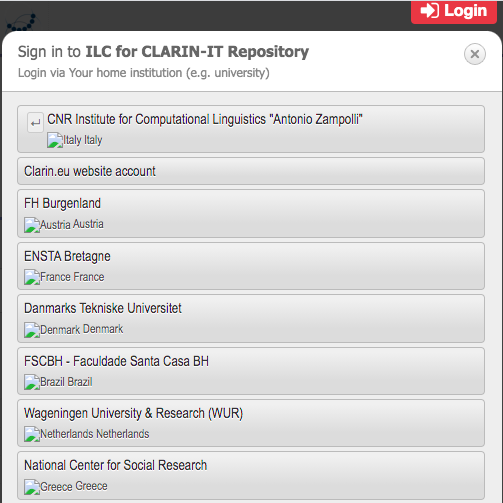 Login
Sign in to ILC for CLARIN-IT Repository
Login via Your home institution (e.g. university)
CNR Institute for Computational Linguistics "Antonio Zampolli"
Italy Italy
Clarin.eu website account
FH Burgenland
Austria Austria
ENSTA Bretagne
France France
Danmarks Tekniske Universitet
Denmark Denmark
FSCBH - Faculdade Santa Casa BH
Brazil Brazil
Wageningen University & Research (WUR)
Netherlands Netherlands
National Center for Social Research
Greece Greece